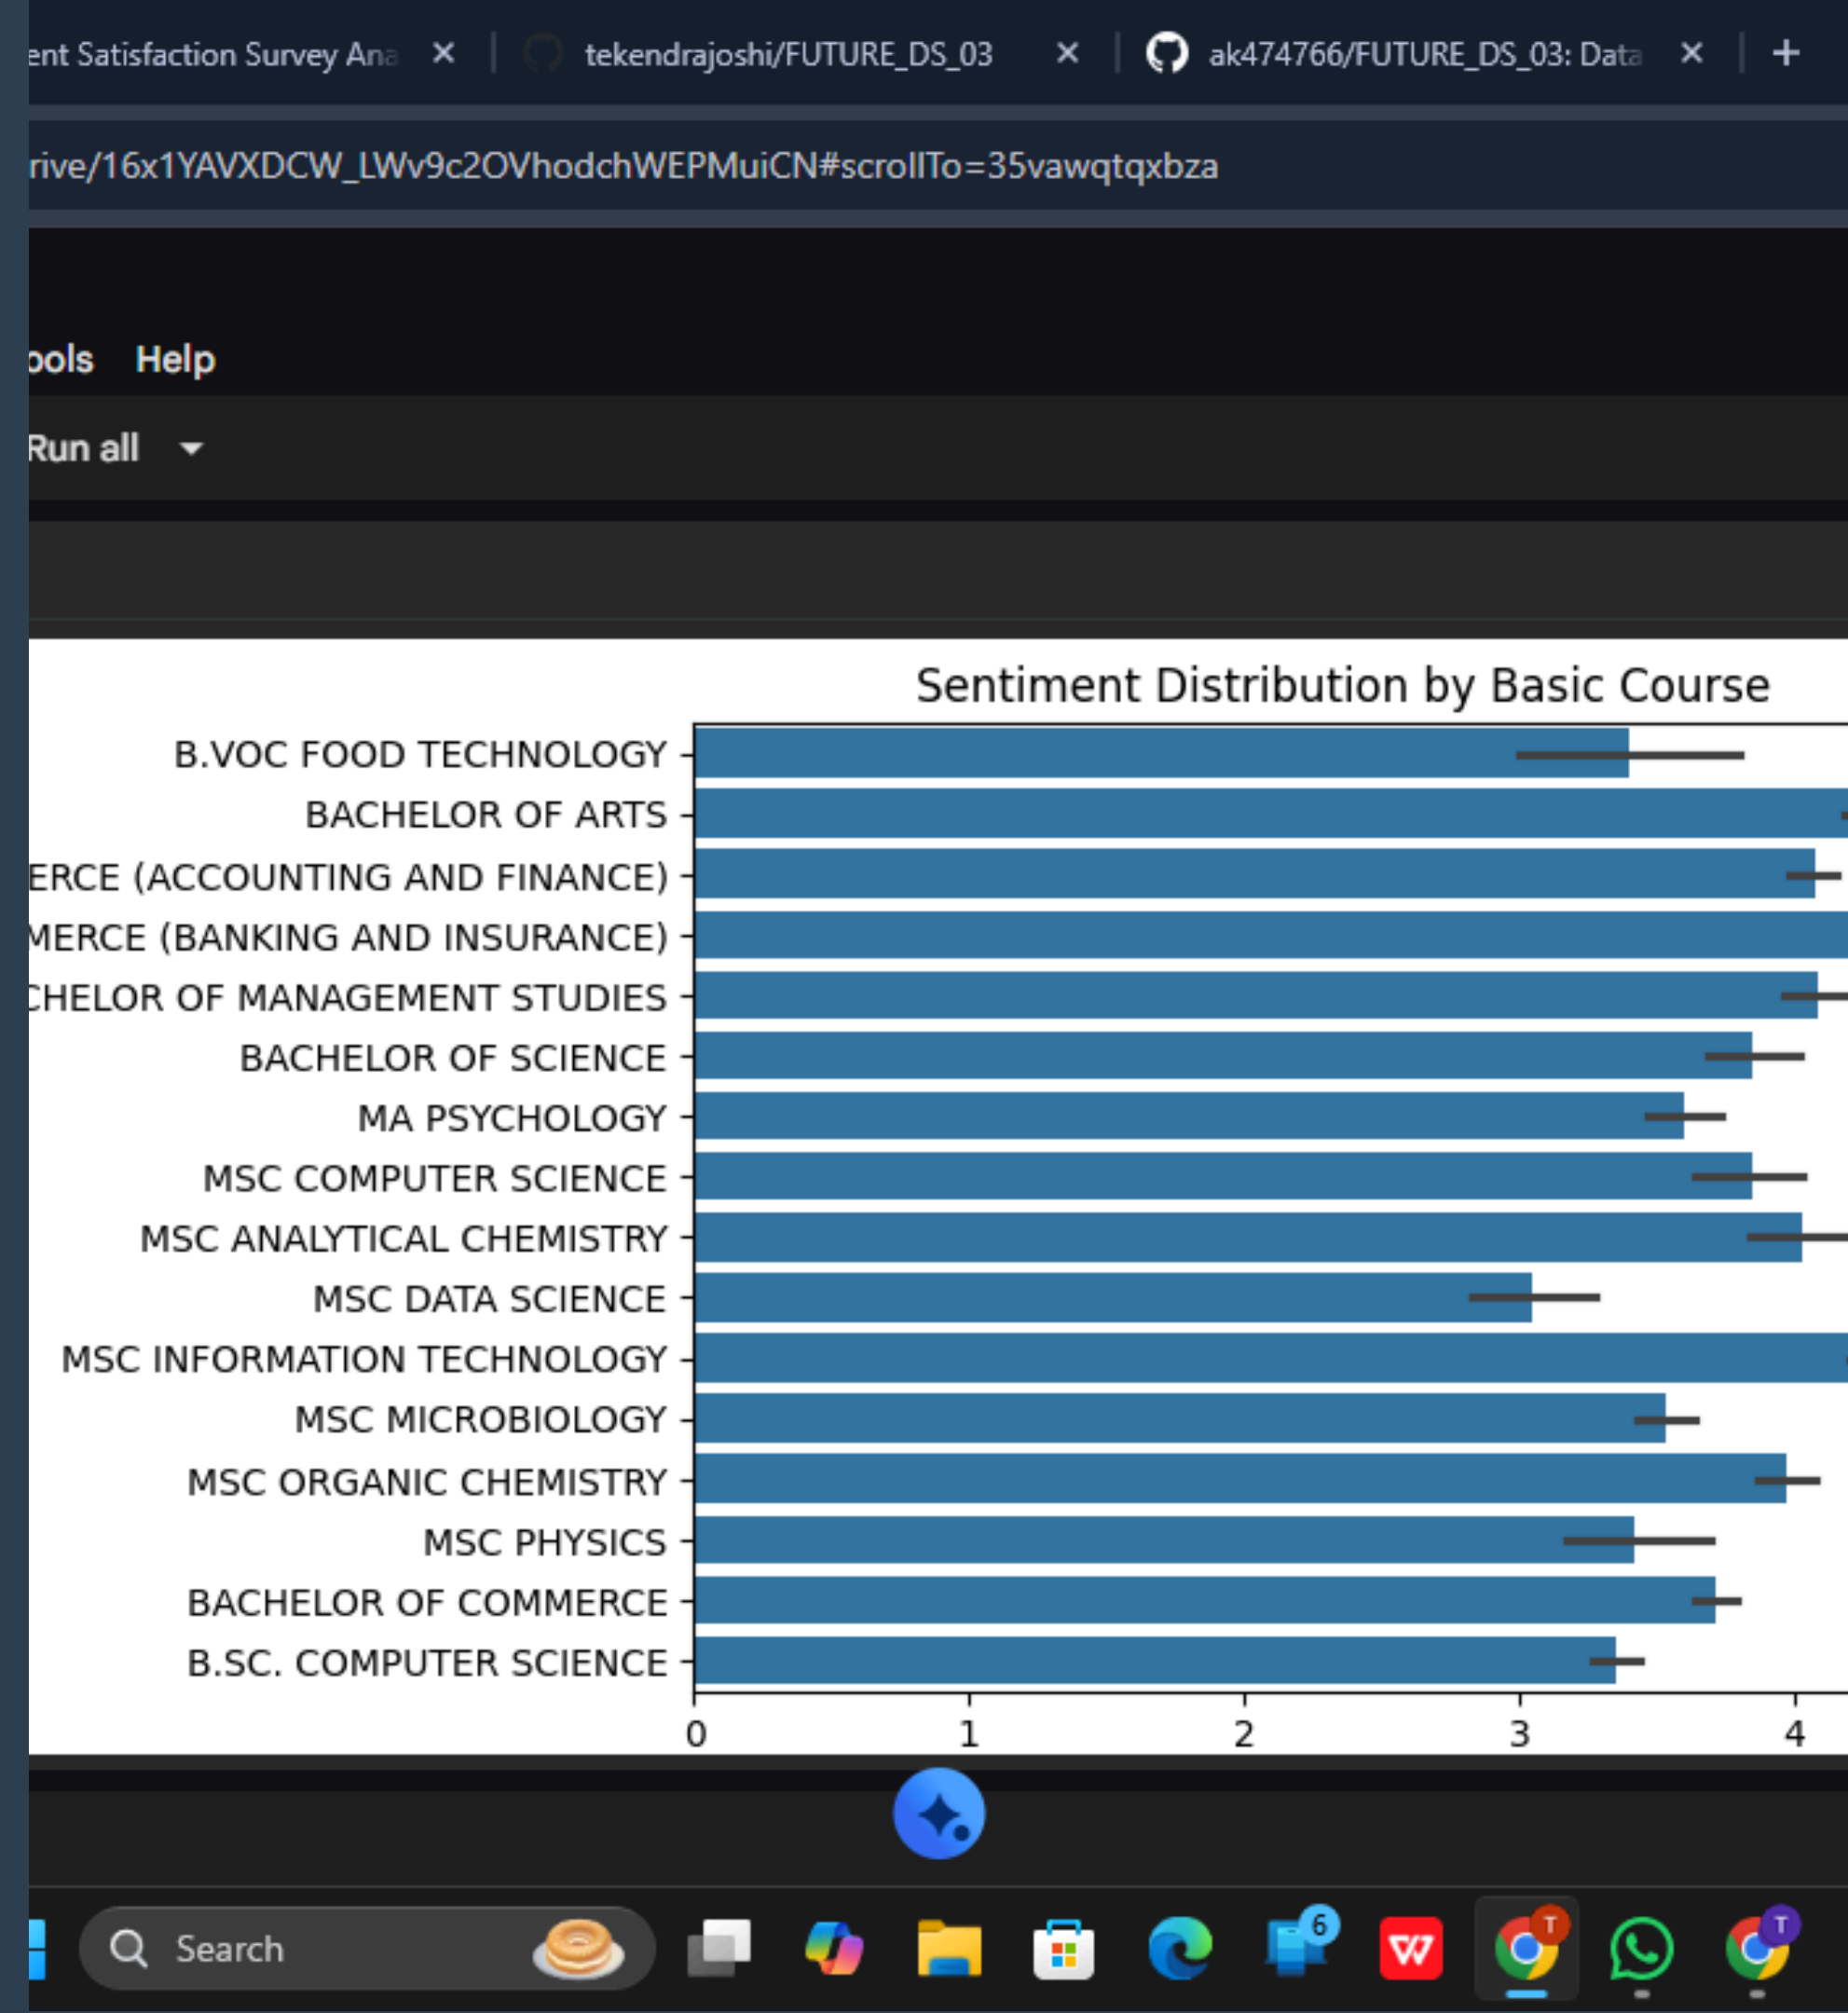 ent Satisfaction Survey Ana
tekendrajoshi/FUTURE_DS_03
ak474766/FUTURE_DS_03: Data
rive/16x1YAVXDCW_LWv9c2OVhodchWEPMuiCN#scrollTo=35vawqtqxbza
ools Help
Run all
Sentiment Distribution by Basic Course
B.VOC FOOD TECHNOLOGY
BACHELOR OF ARTS
ERCE (ACCOUNTING AND FINANCE)
MERCE (BANKING AND INSURANCE)
CHELOR OF MANAGEMENT STUDIES
BACHELOR OF SCIENCE
MA PSYCHOLOGY
MSC COMPUTER SCIENCE
MSC ANALYTICAL CHEMISTRY
MSC DATA SCIENCE
MSC INFORMATION TECHNOLOGY
MSC MICROBIOLOGY
MSC ORGANIC CHEMISTRY
MSC PHYSICS
BACHELOR OF COMMERCE
B.SC. COMPUTER SCIENCE
0 1 2 3 4
Search
6
W
T
T